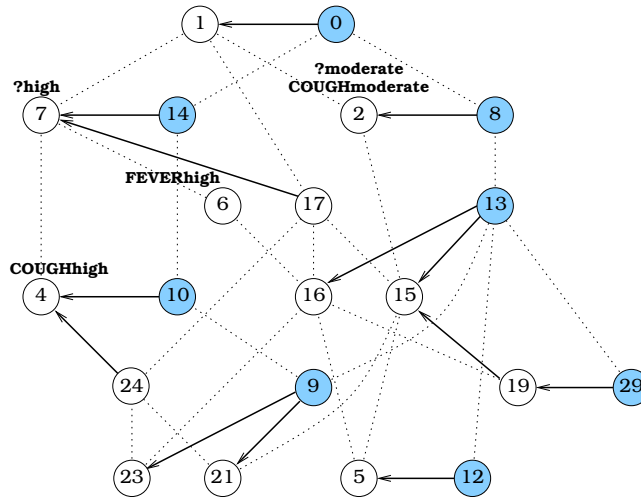 1 0
?high ?moderate
COUGHmoderate
7 14 2 8
FEVERhigh
6 17 13
COUGHhigh
4 10 16 15
24 9 19 29
23 21 5 12